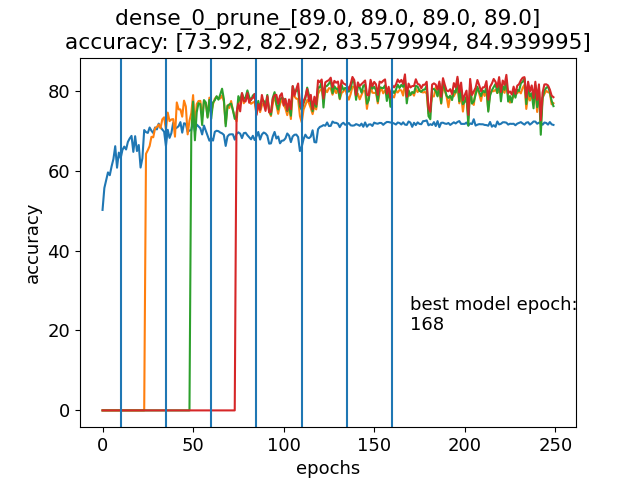 dense_0_prune_[89.0, 89.0, 89.0, 89.0]
accuracy: [73.92, 82.92, 83.579994, 84.939995]
80
60
40
20
0
accuracy
best model epoch:
168
0 50 100 150 200 250
epochs